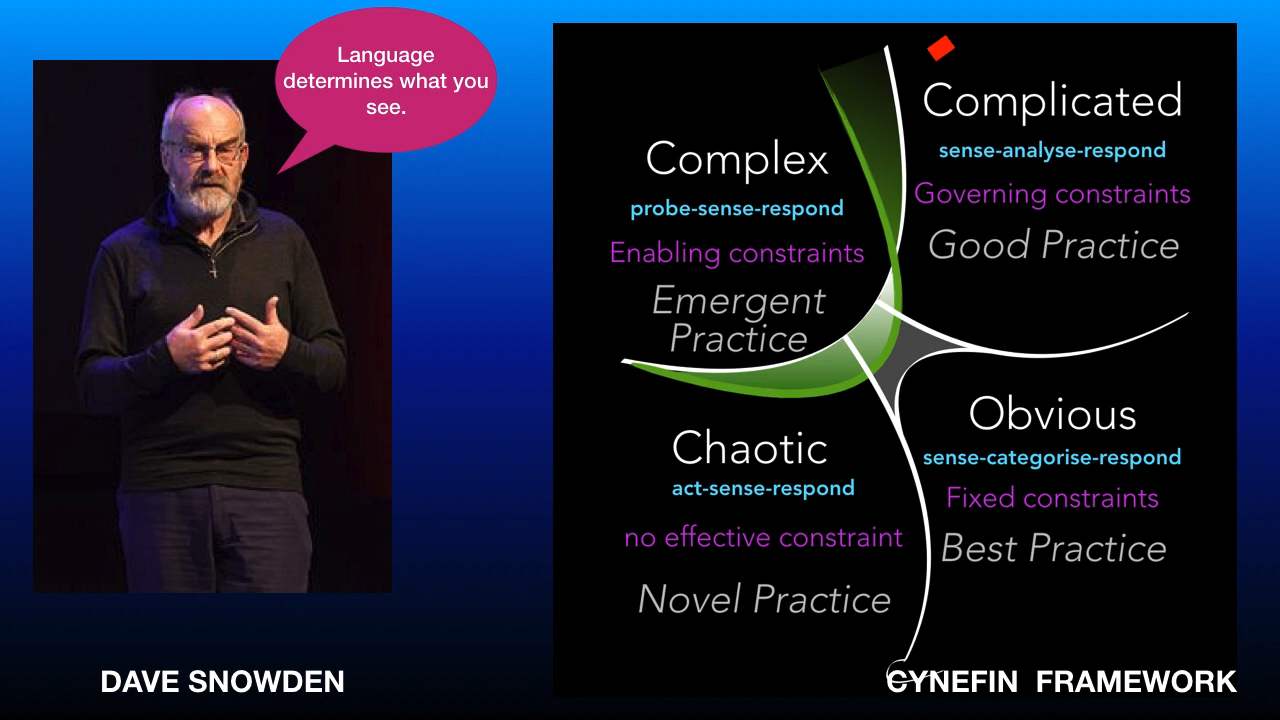 Language
determines what you
see.
Complex
probe-sense-respond
Enabling constraints
Emergent
Practice
Complicated
sense-analyse-respond
Governing constraints
Good Practice
Chaotic
act-sense-respond
no effective constraint
Novel Practice
Obvious
sense-categorise-respond
Fixed constraints
Best Practice
DAVE SNOWDEN
CYNEFIN FRAMEWORK